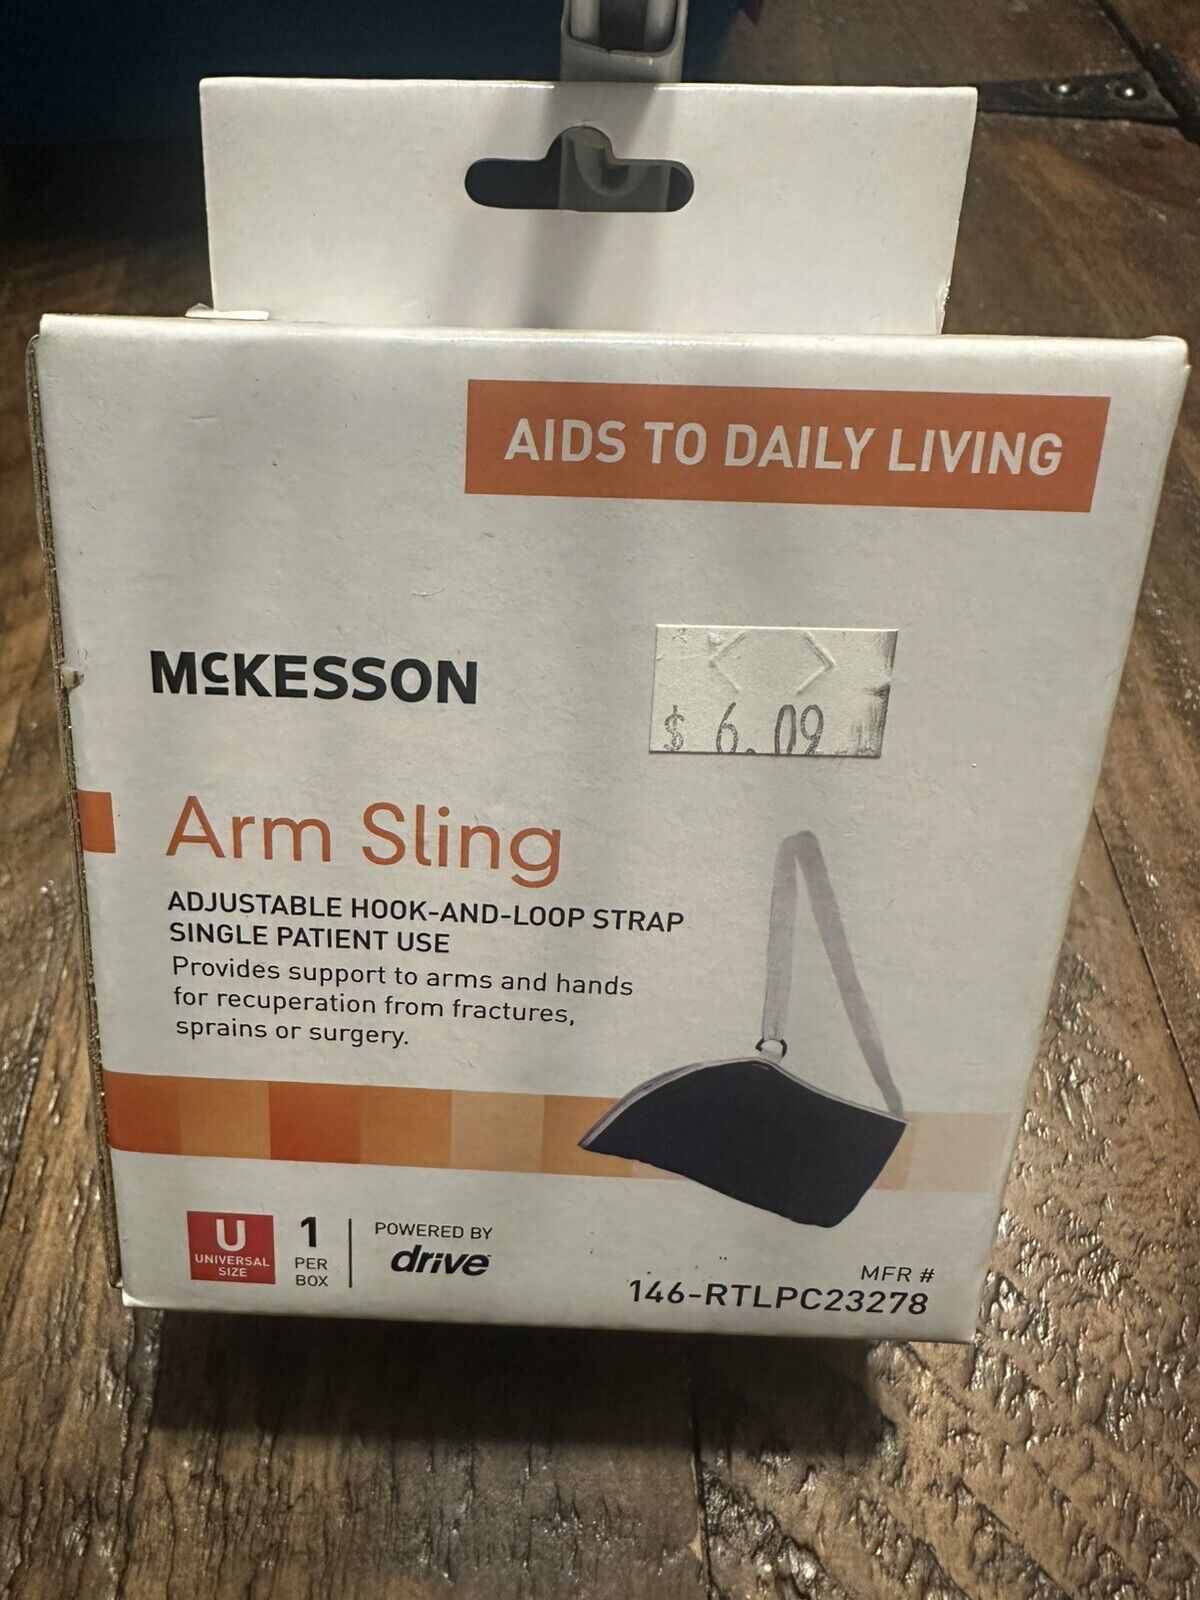 AIDS TO DAILY LIVING
McKESSON
$ 6.09
Arm Sling
ADJUSTABLE HOOK-AND-LOOP STRAP
SINGLE PATIENT USE
Provides support to arms and hands
for recuperation from fractures,
sprains or surgery.
U
UNIVERSAL
SIZE
1
PER
BOX
POWERED BY
drive
MFR #
146-RTLPC23278